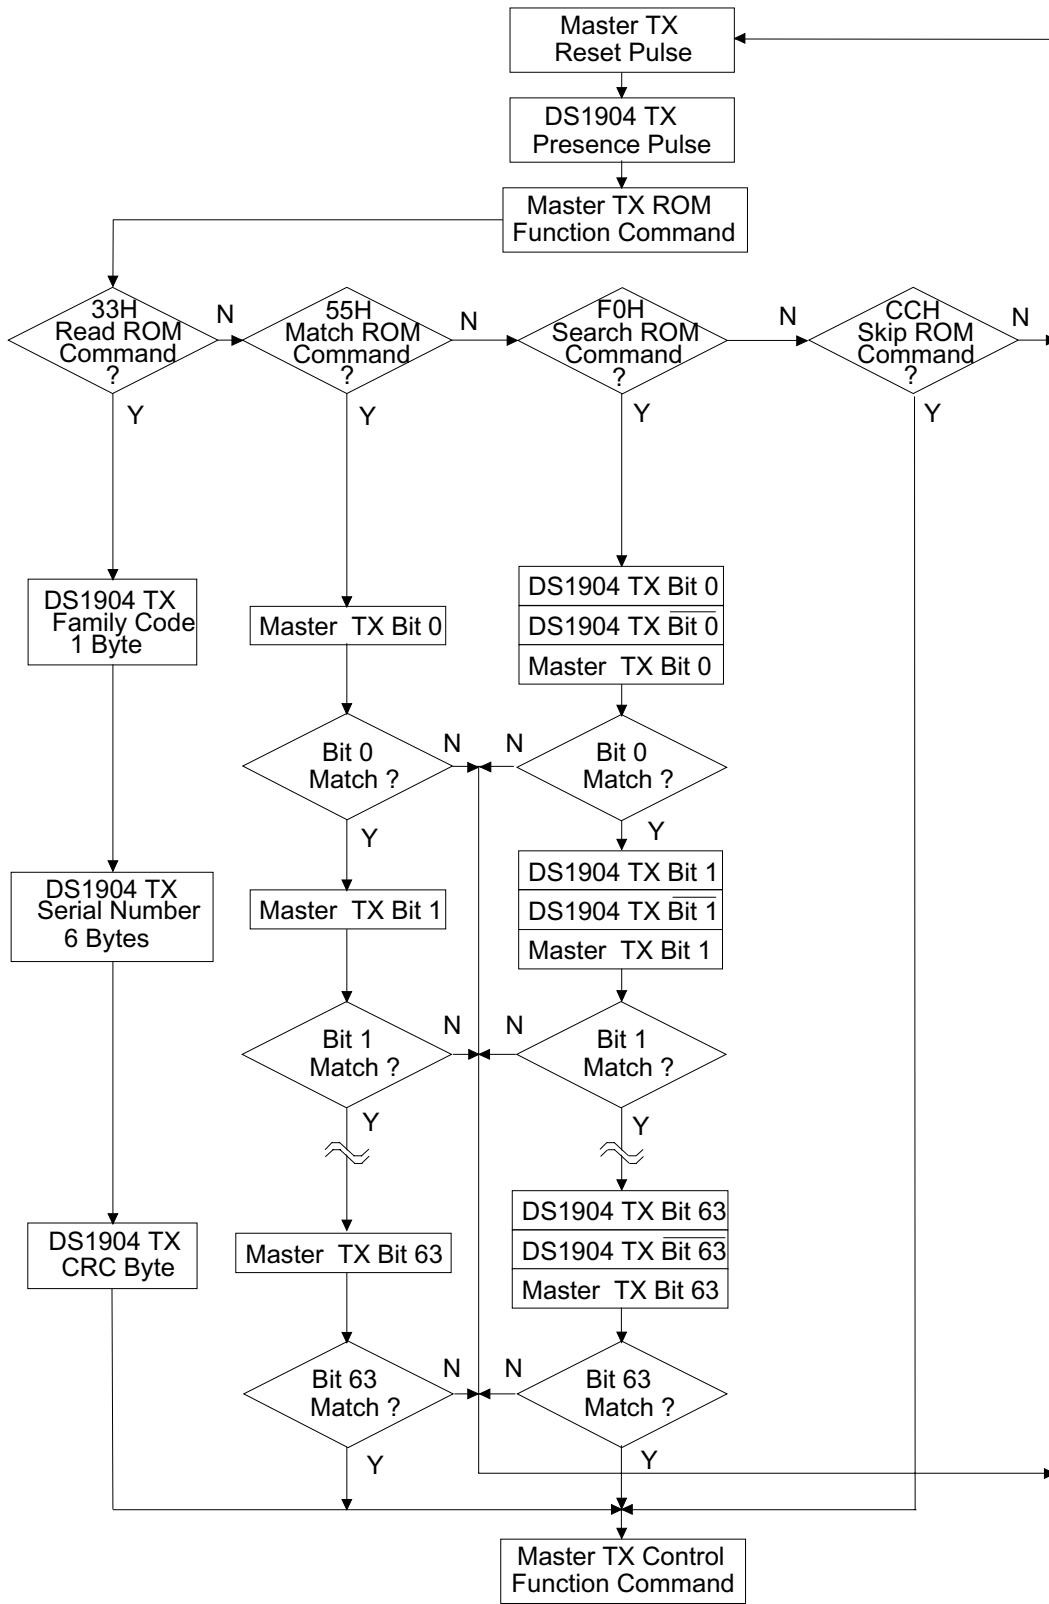 Master TX
Reset Pulse
DS1904 TX
Presence Pulse
Master TX ROM
Function Command
33H
Read ROM
Command
?
N
Y
55H
Match ROM
Command
?
N
Y
F0H
Search ROM
Command
?
N
Y
CCH
Skip ROM
Command
?
N
Y
DS1904 TX
Family Code
1 Byte
DS1904 TX
Serial Number
6 Bytes
DS1904 TX
CRC Byte
Master TX Bit 0
Bit 0
Match ?
N
Y
Master TX Bit 1
Bit 1
Match ?
N
Y
Master TX Bit 63
Bit 63
Match ?
N
Y
DS1904 TX Bit 0
DS1904 TX B̅i̅t̅ ̅0̅
Master TX Bit 0
Bit 0
Match ?
N
Y
DS1904 TX Bit 1
DS1904 TX B̅i̅t̅ ̅1̅
Master TX Bit 1
Bit 1
Match ?
N
Y
DS1904 TX Bit 63
DS1904 TX B̅i̅t̅ ̅6̅3̅
Master TX Bit 63
Bit 63
Match ?
N
Y
Master TX Control
Function Command